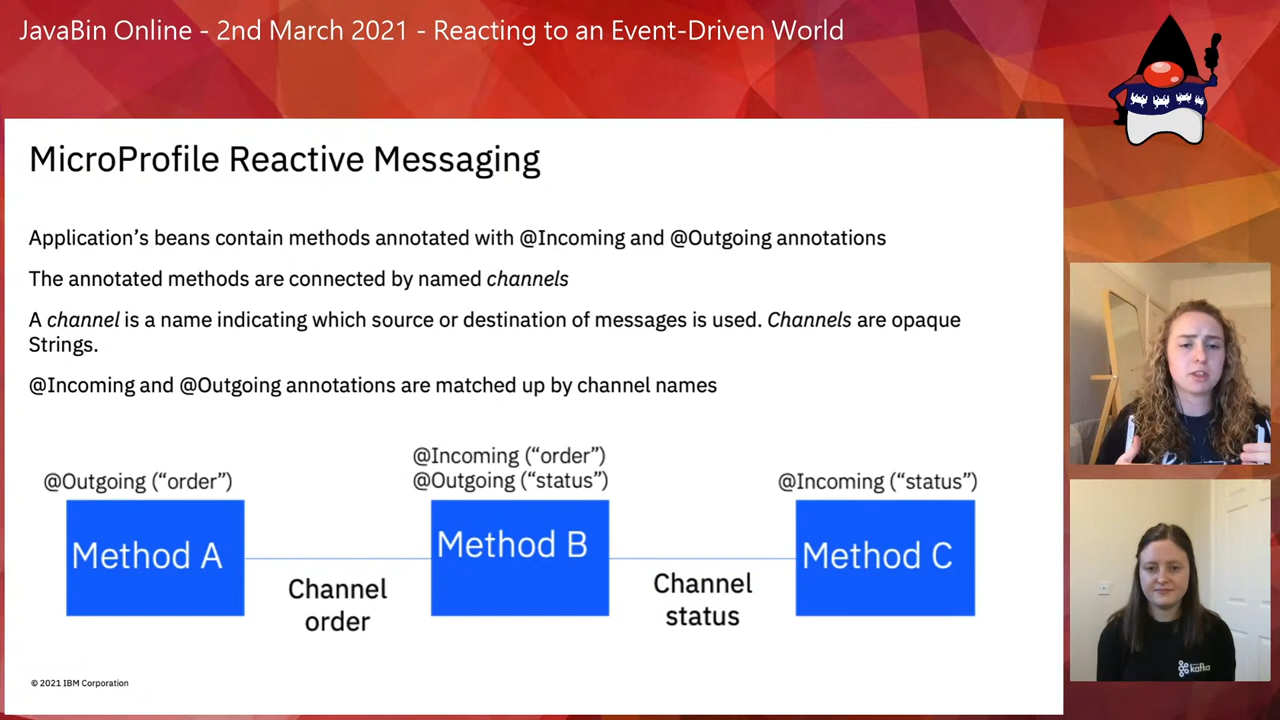 JavaBin Online - 2nd March 2021 - Reacting to an Event-Driven World
MicroProfile Reactive Messaging
Application’s beans contain methods annotated with @Incoming and @Outgoing annotations
The annotated methods are connected by named channels
A channel is a name indicating which source or destination of messages is used. Channels are opaque
Strings.
@Incoming and @Outgoing annotations are matched up by channel names
@Outgoing (“order”)
@Incoming (“order”)
@Outgoing (“status”)
@Incoming (“status”)
Method A
Method B
Method C
Channel
order
Channel
status
© 2021 IBM Corporation
kafka